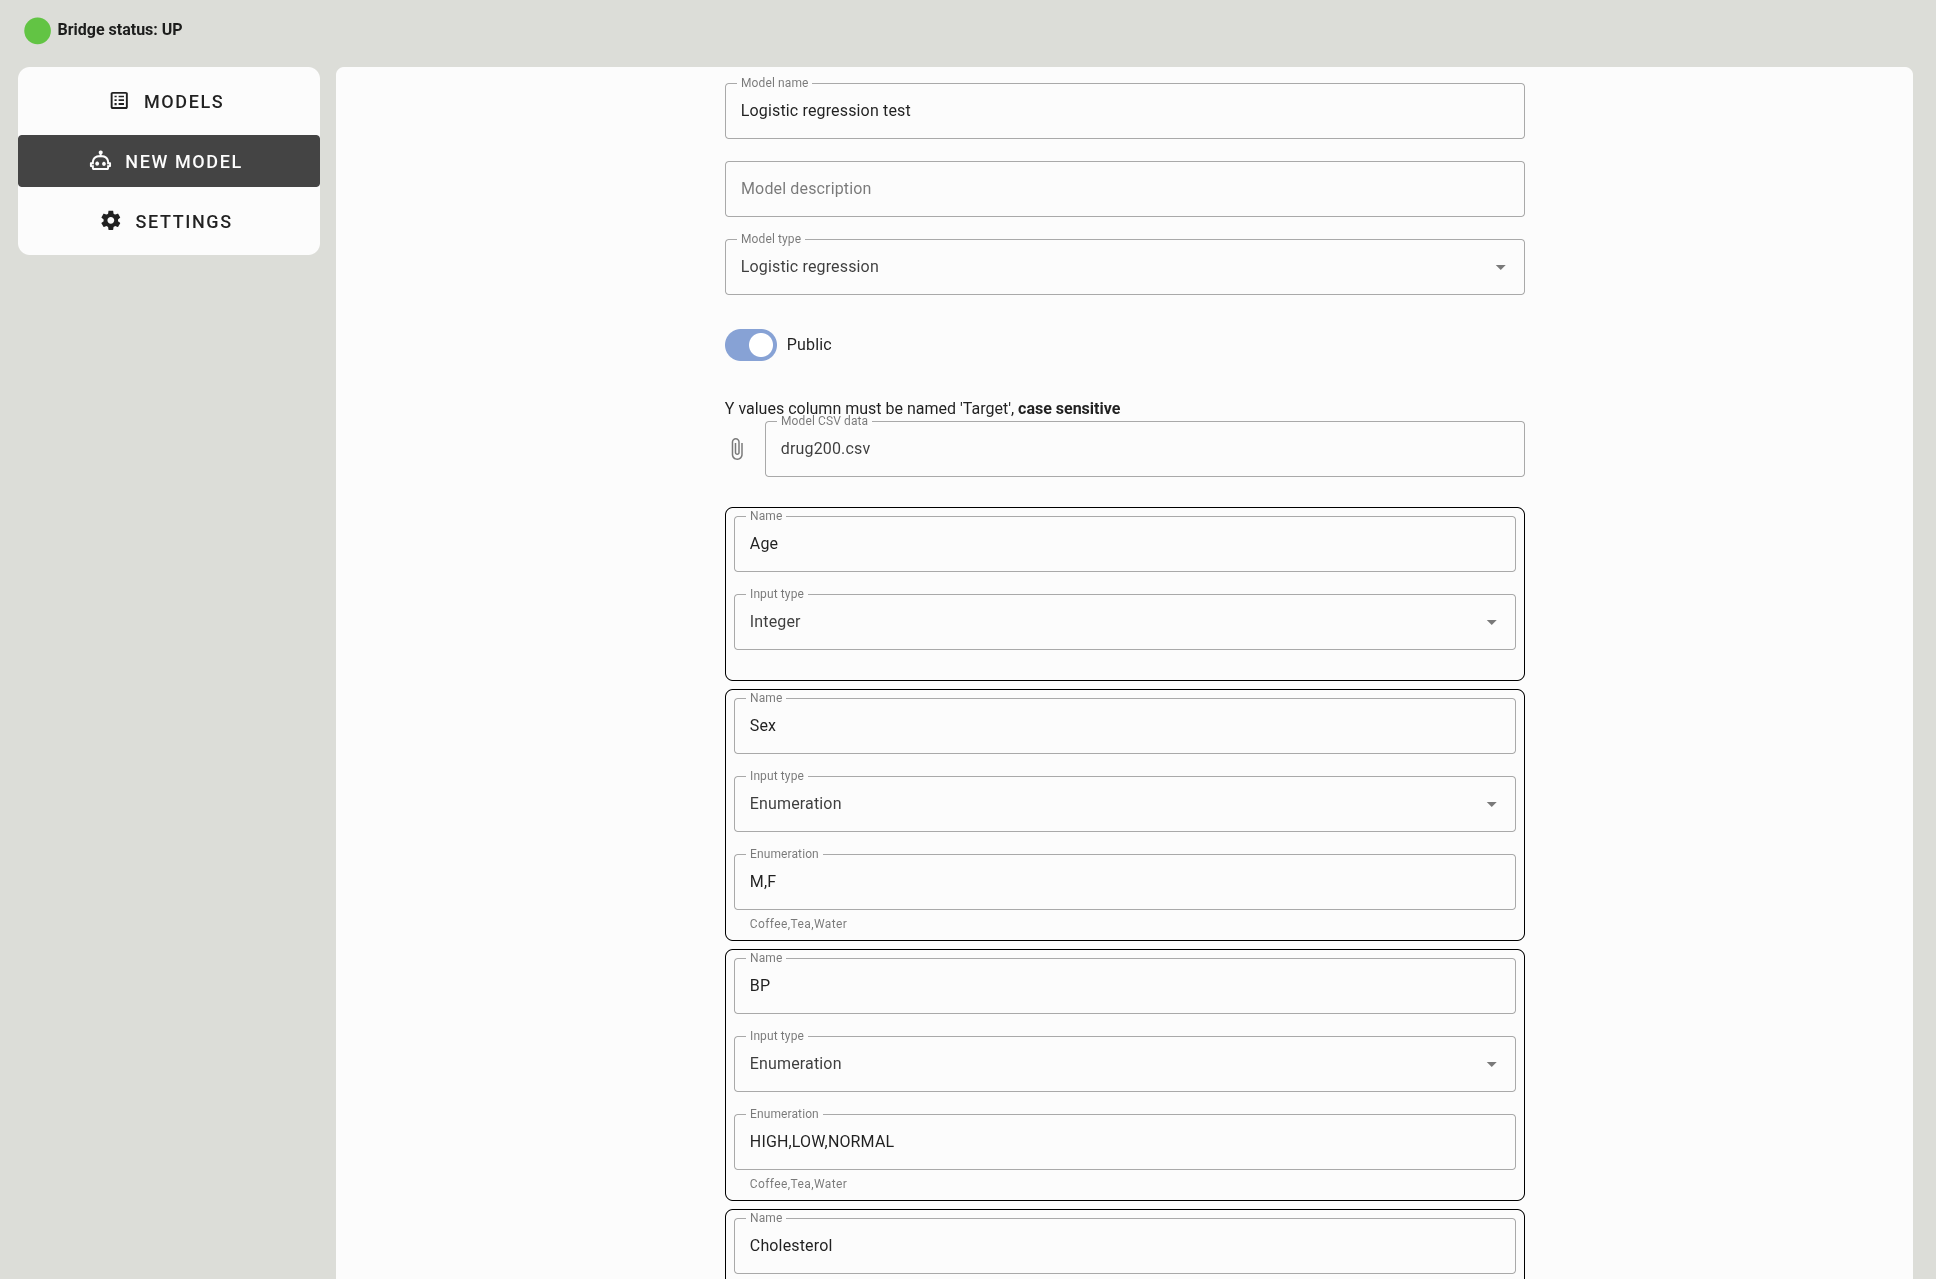 Bridge status: UP
MODELS
NEW MODEL
SETTINGS
Model name
Logistic regression test
Model description
Model type
Logistic regression
Public
Y values column must be named 'Target', case sensitive
Model CSV data
drug200.csv
Name
Age
Input type
Integer
Name
Sex
Input type
Enumeration
Enumeration
M,F
Coffee,Tea,Water
Name
BP
Input type
Enumeration
Enumeration
HIGH,LOW,NORMAL
Coffee,Tea,Water
Name
Cholesterol